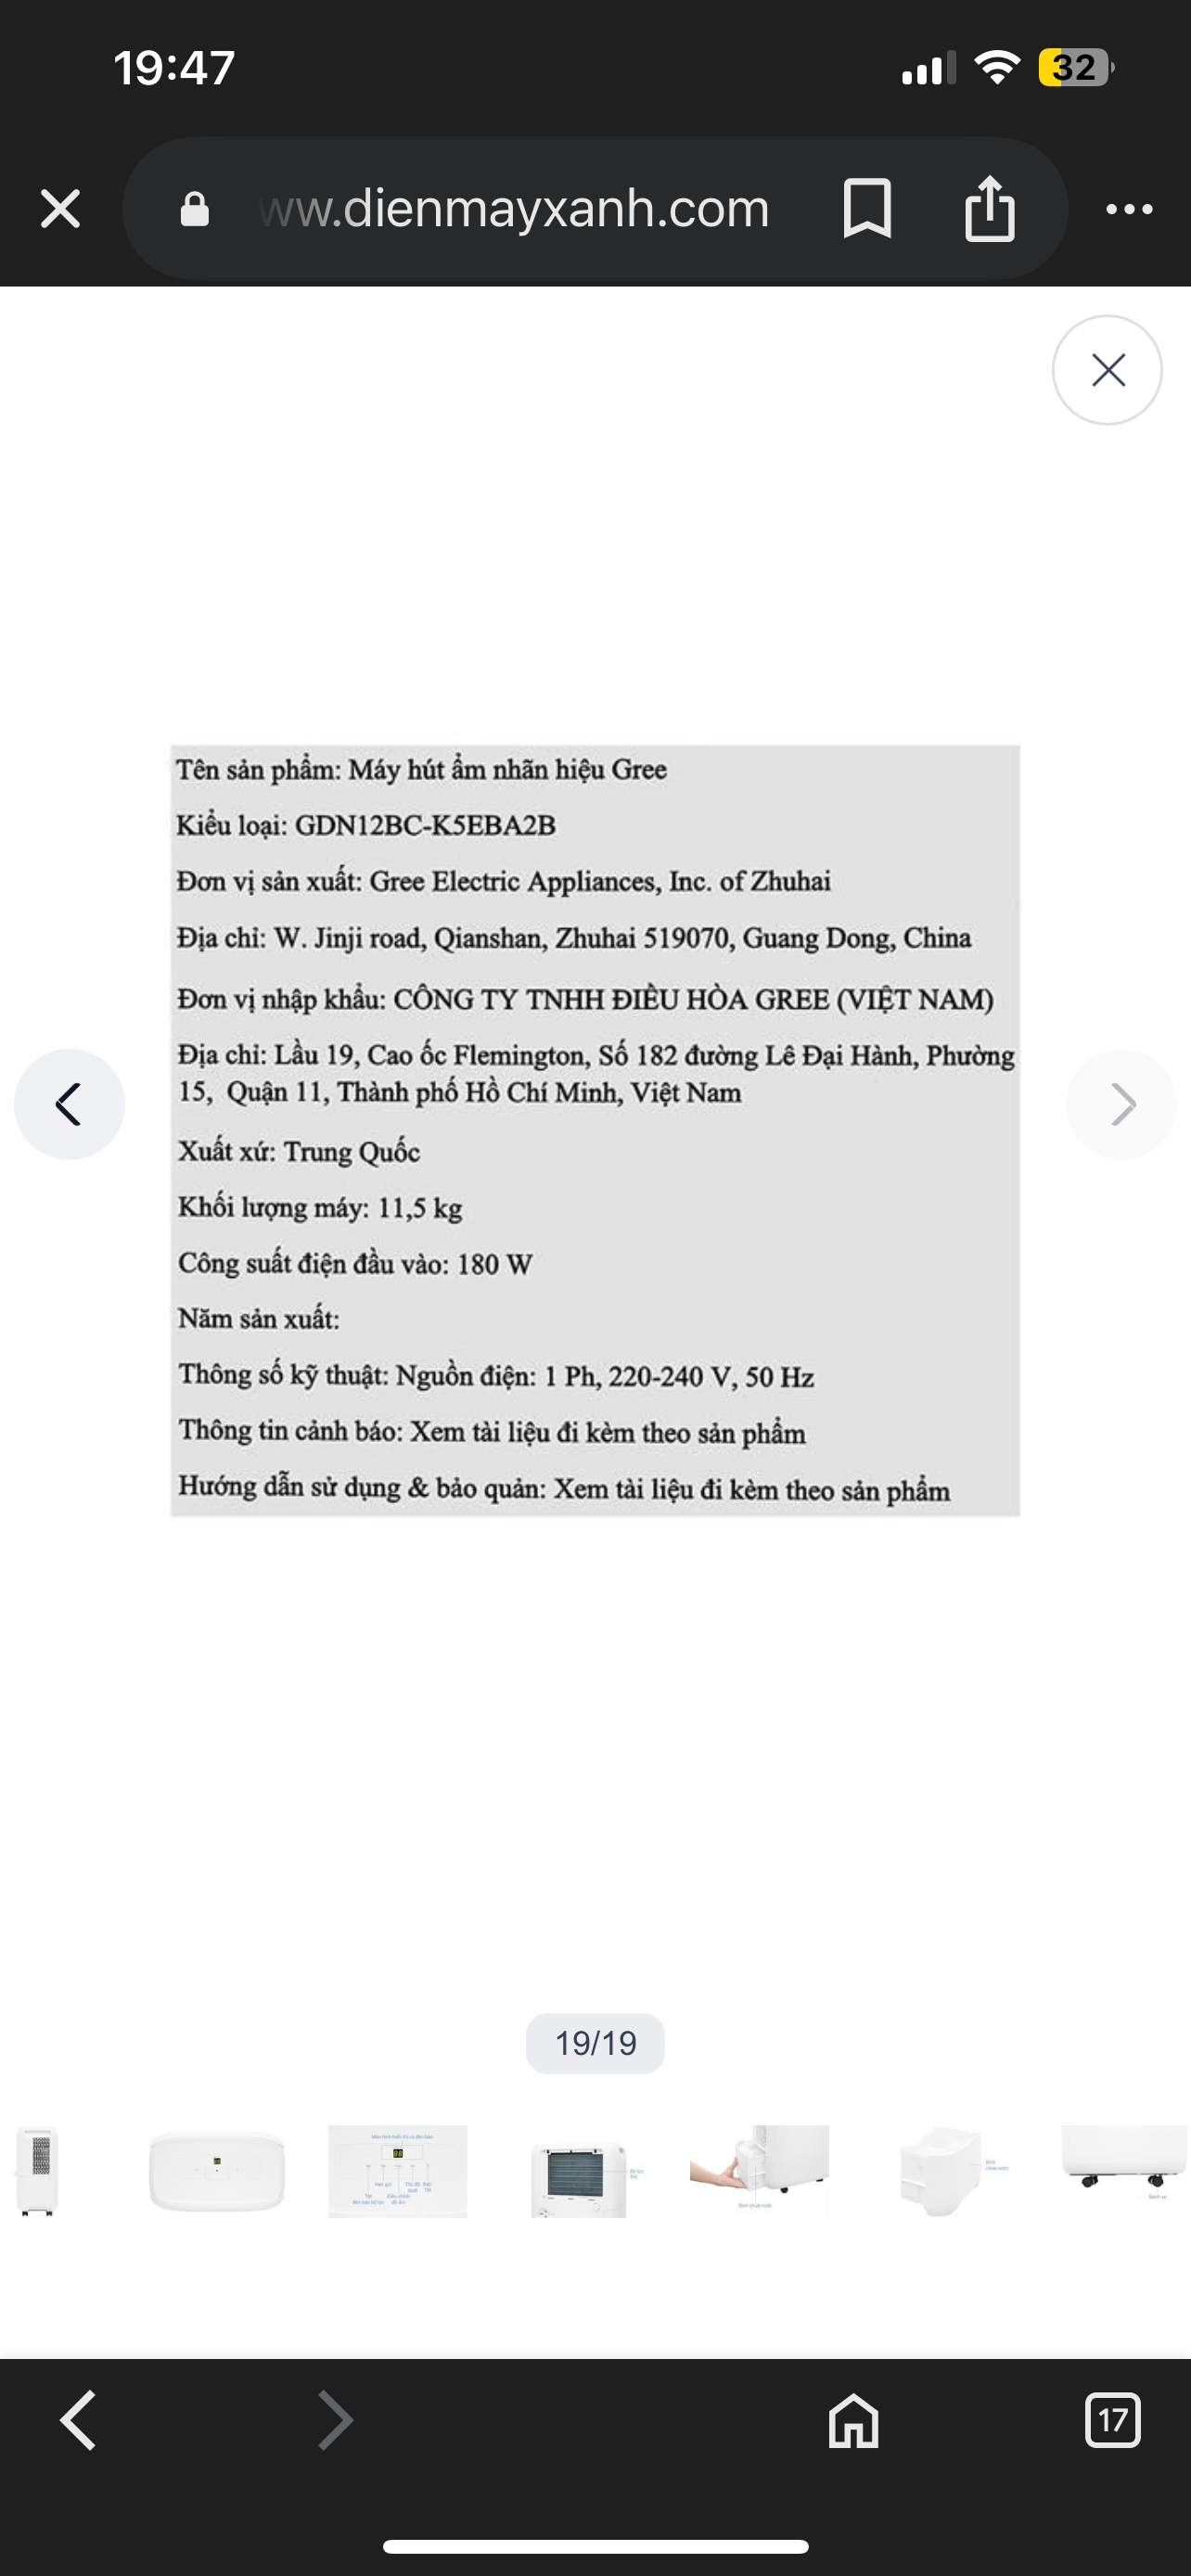 19:47
32
ww.dienmayxanh.com
Tên sản phẩm: Máy hút ẩm nhãn hiệu Gree
Kiểu loại: GDN12BC-K5EBA2B
Đơn vị sản xuất: Gree Electric Appliances, Inc. of Zhuhai
Địa chỉ: W. Jinji road, Qianshan, Zhuhai 519070, Guang Dong, China
Đơn vị nhập khẩu: CÔNG TY TNHH ĐIỀU HÒA GREE (VIỆT NAM)
Địa chỉ: Lầu 19, Cao ốc Flemington, Số 182 đường Lê Đại Hành, Phường
15, Quận 11, Thành phố Hồ Chí Minh, Việt Nam
Xuất xứ: Trung Quốc
Khối lượng máy: 11,5 kg
Công suất điện đầu vào: 180 W
Năm sản xuất:
Thông số kỹ thuật: Nguồn điện: 1 Ph, 220-240 V, 50 Hz
Thông tin cảnh báo: Xem tài liệu đi kèm theo sản phẩm
Hướng dẫn sử dụng & bảo quản: Xem tài liệu đi kèm theo sản phẩm
19/19
17